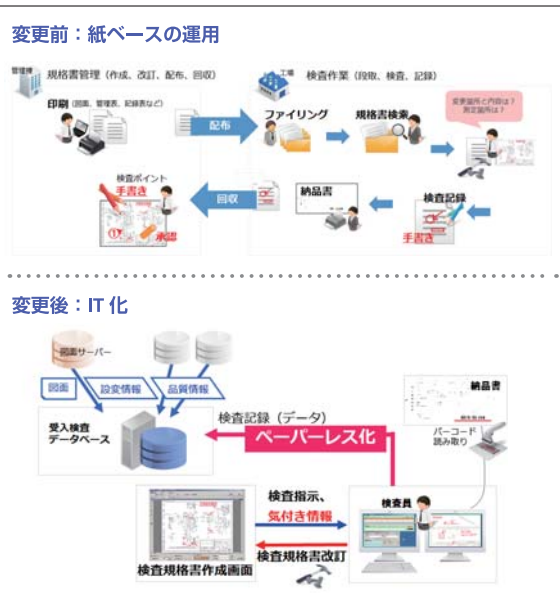 変更前：紙ベースの運用
管理棟
規格書管理（作成、改訂、配布、回収）
工場
検査作業（段取、検査、記録）
印刷（図面、管理表、記録表など）
配布
ファイリング
規格書検索
変更箇所と内容は？
測定箇所は？
検査ポイント
手書き
承認
回収
納品書
検査記録
手書き
変更後：IT 化
図面サーバー
図面
設変情報
品質情報
受入検査
データベース
検査記録（データ）
ペーパーレス化
納品書
バーコード
読み取り
検査指示、
気付き情報
検査員
検査規格書改訂
検査規格書作成画面